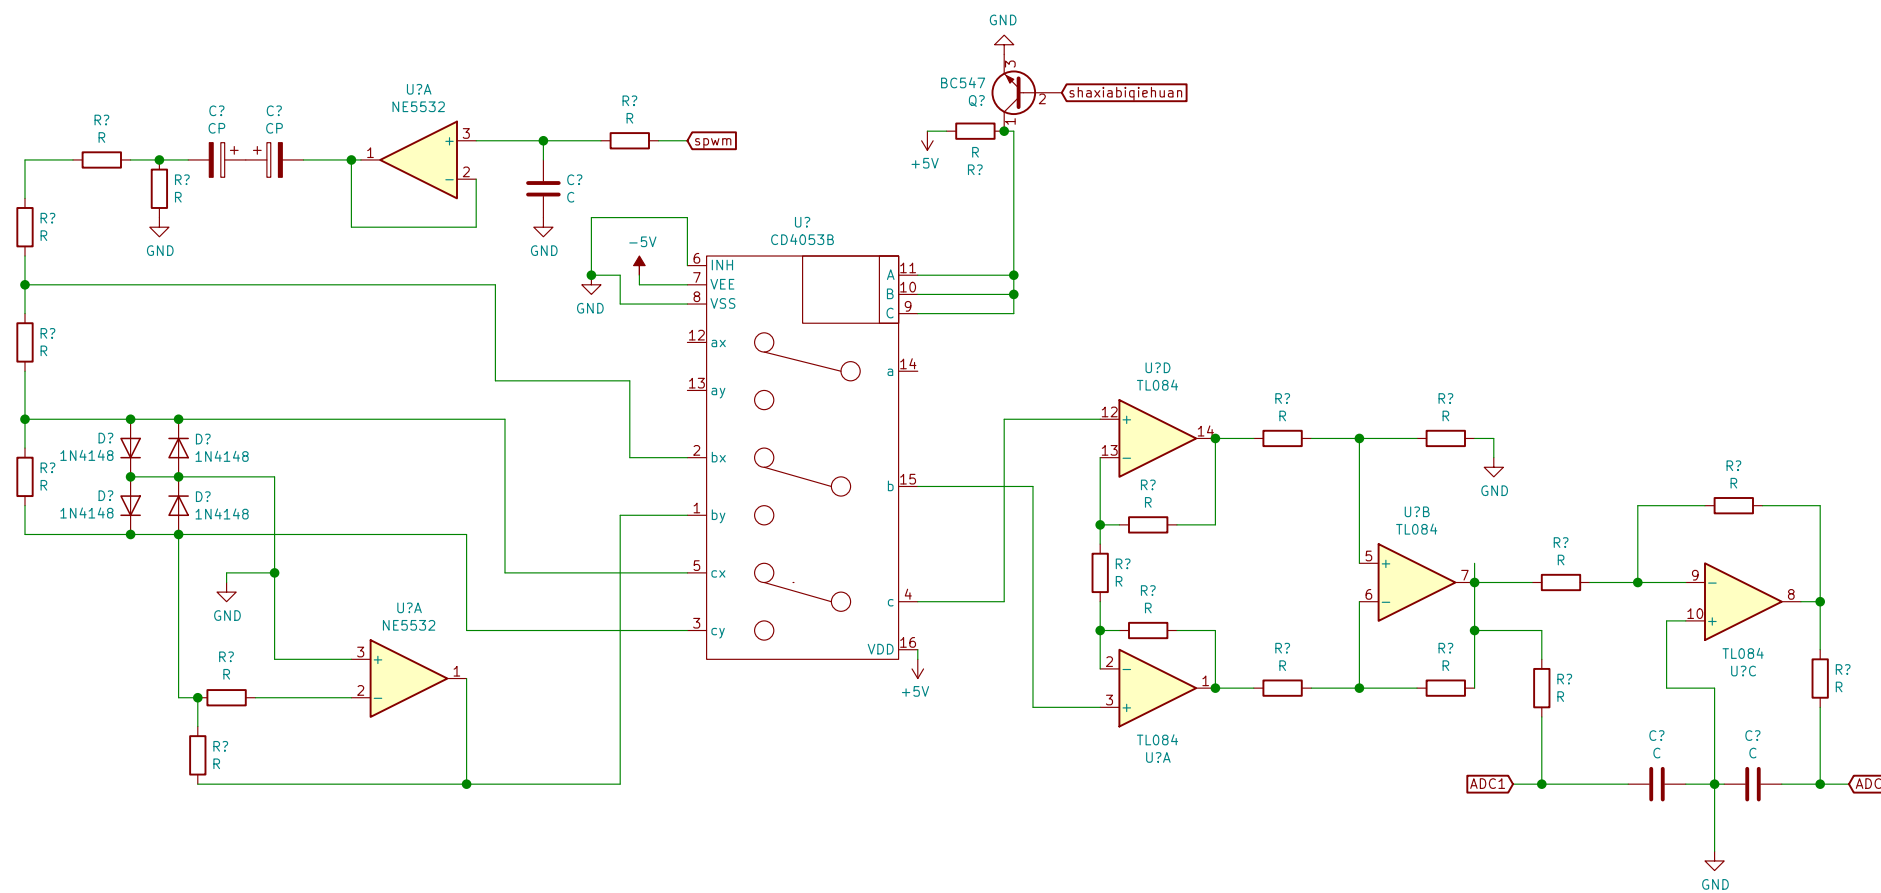 GND
BC547
Q?
3
2
1
shaxiabiqiehuan
R
R?
+5V
U?A
NE5532
3
+
2
−
1
R?
R
spwm
C?
CP
C?
CP
+
+
R?
R
R?
R
GND
R?
R
C?
C
GND
−5V
GND
U?
CD4053B
6
INH
7
VEE
8
VSS
12
ax
13
ay
2
bx
1
by
5
cx
3
cy
A
11
B
10
C
9
a
14
b
15
c
4
VDD
16
+5V
R?
R
R?
R
D?
1N4148
D?
1N4148
D?
1N4148
D?
1N4148
GND
U?A
NE5532
3
+
2
−
1
R?
R
R?
R
U?D
TL084
12
+
13
−
14
R?
R
R?
R
R?
R
2
−
3
+
1
TL084
U?A
R?
R
R?
R
GND
U?B
TL084
5
+
6
−
7
R?
R
R?
R
R?
R
R?
R
R?
R
9
−
10
+
8
TL084
U?C
R?
R
C?
C
C?
C
ADC1
ADC
GND